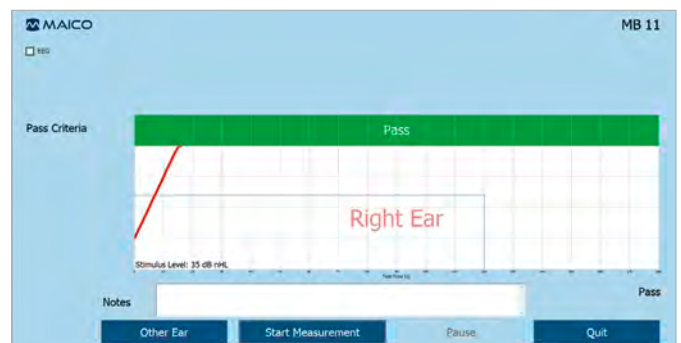 MAICO
MB 11
EEG
Pass Criteria
Pass
Right Ear
Stimulus Level: 35 dB nHL
Pass
Notes
Other Ear
Start Measurement
Pause
Quit